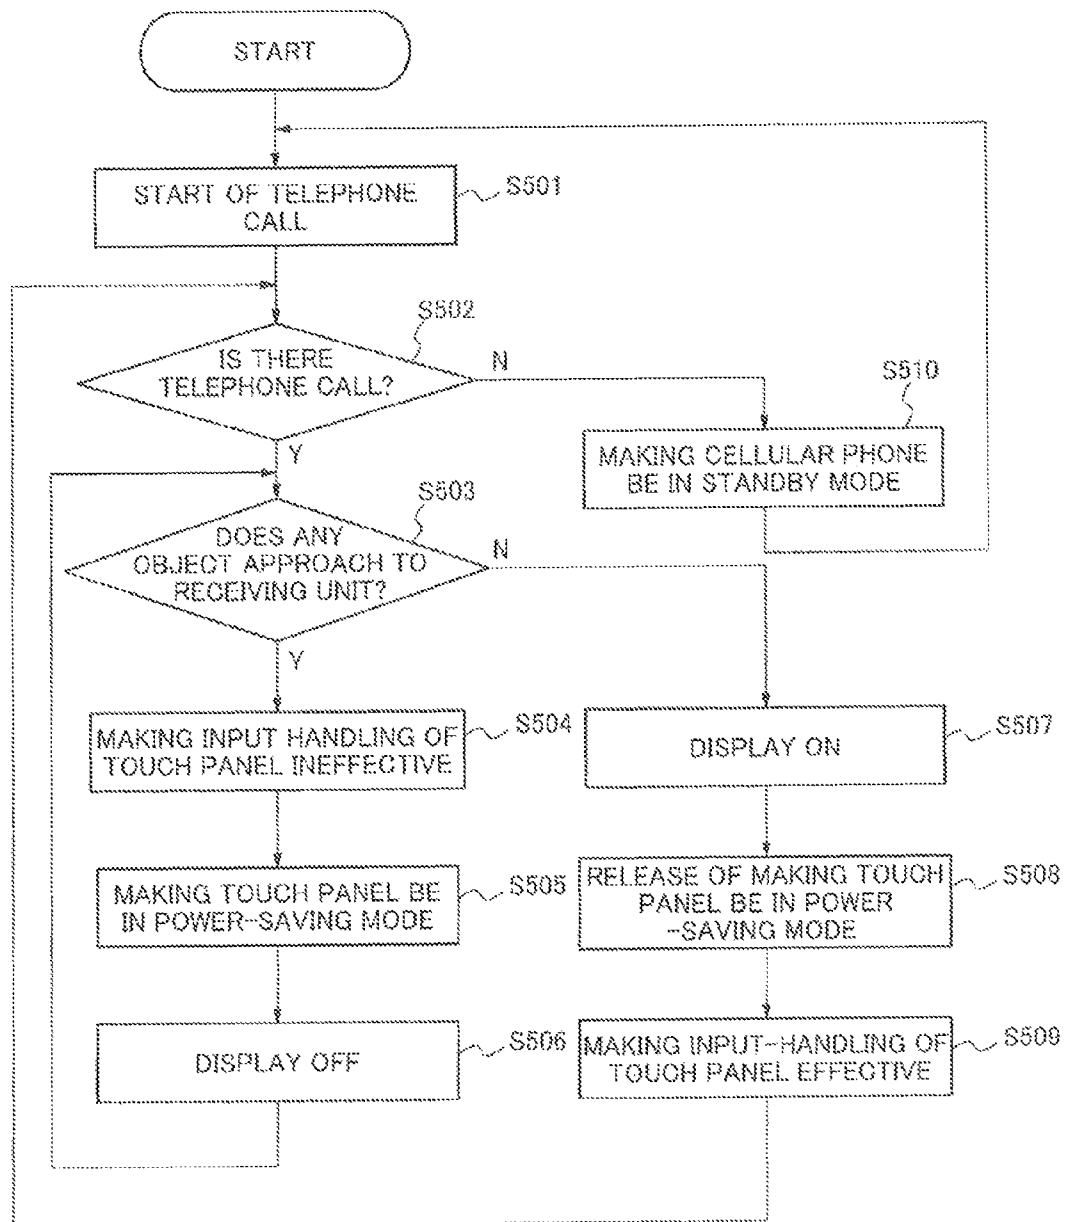 START
START OF TELEPHONE
CALL
S501
S502
IS THERE
TELEPHONE CALL?
N
Y
S510
MAKING CELLULAR PHONE
BE IN STANDBY MODE
S503
DOES ANY
OBJECT APPROACH TO
RECEIVING UNIT?
N
Y
MAKING INPUT HANDLING OF
TOUCH PANEL INEFFECTIVE
S504
DISPLAY ON
S507
MAKING TOUCH PANEL BE
IN POWER-SAVING MODE
S505
RELEASE OF MAKING TOUCH
PANEL BE IN POWER
-SAVING MODE
S508
DISPLAY OFF
S506
MAKING INPUT-HANDLING OF
TOUCH PANEL EFFECTIVE
S509